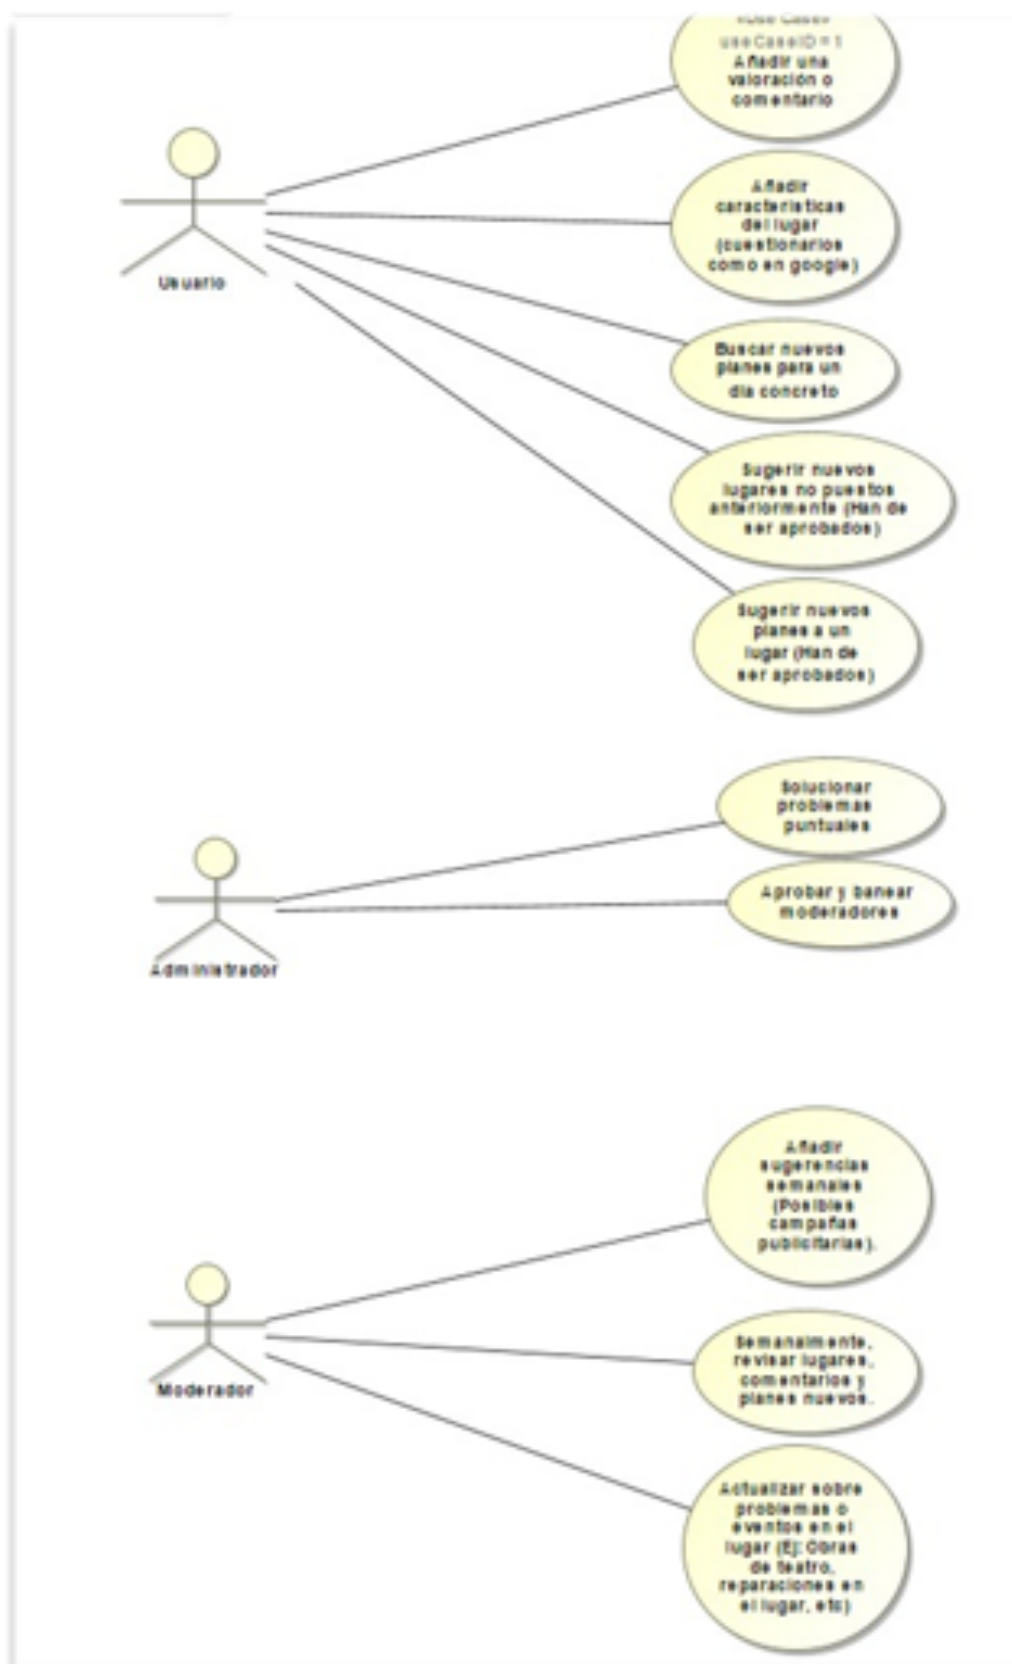 «Use Case»
useCaseID = 1
Añadir una
valoración o
comentario
Añadir
características
del lugar
(cuestionarios
como en google)
Usuario
Buscar nuevos
planes para un
día concreto
Sugerir nuevos
lugares no puestos
anteriormente (Han de
ser aprobados)
Sugerir nuevos
planes a un
lugar (Han de
ser aprobados)
Solucionar
problemas
puntuales
Aprobar y banear
moderadores
Administrador
Añadir
sugerencias
semanales
(Posibles
campañas
publicitarias).
Semanalmente,
revisar lugares,
comentarios y
planes nuevos.
Moderador
Actualizar sobre
problemas o
eventos en el
lugar (Ej: Obras
de teatro,
reparaciones en
el lugar, etc)